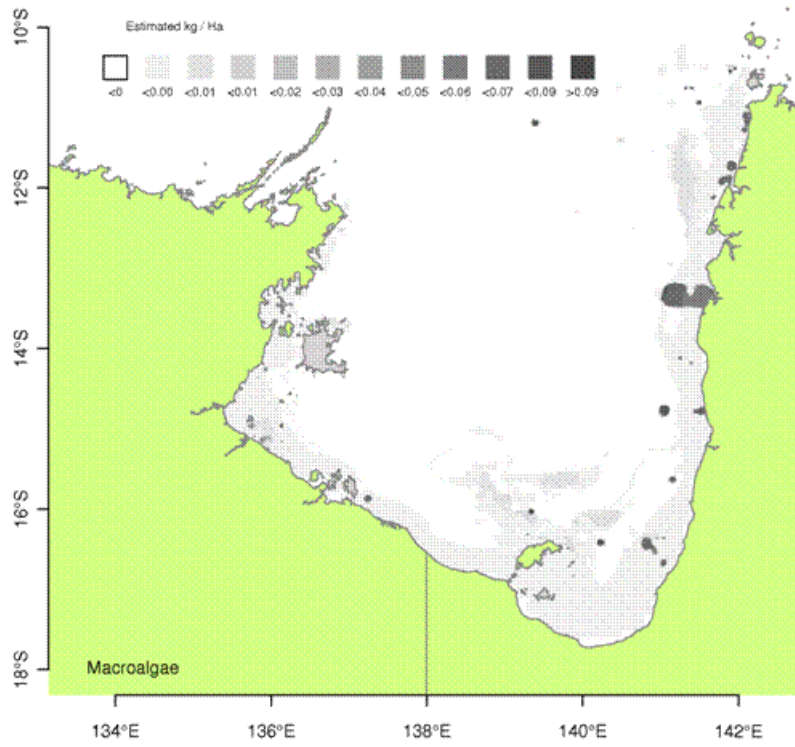 Estimated kg / Ha
<0 <0.00 <0.01 <0.01 <0.02 <0.03 <0.04 <0.05 <0.06 <0.07 <0.09 >0.09
10°S
12°S
14°S
16°S
18°S
Macroalgae
134°E 136°E 138°E 140°E 142°E